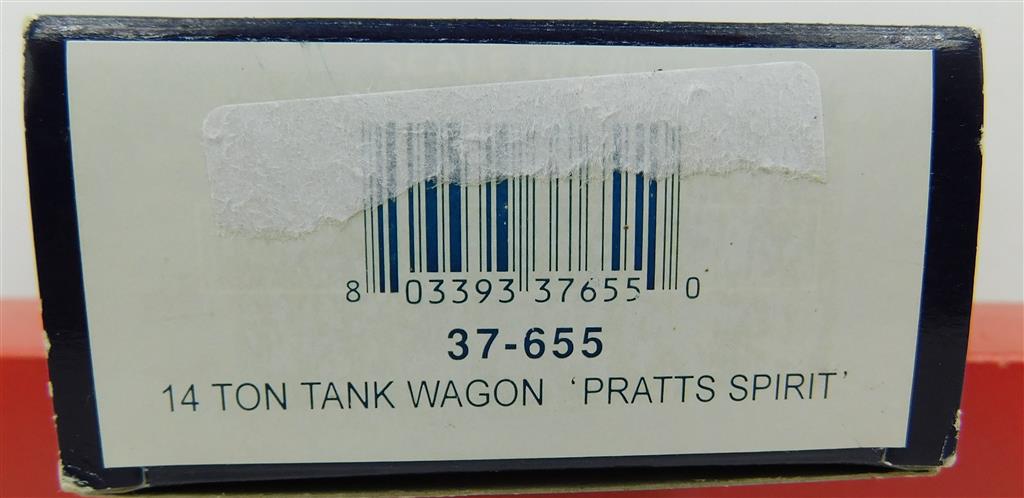 8 03393 37655 0
37-655
14 TON TANK WAGON 'PRATTS SPIRIT'